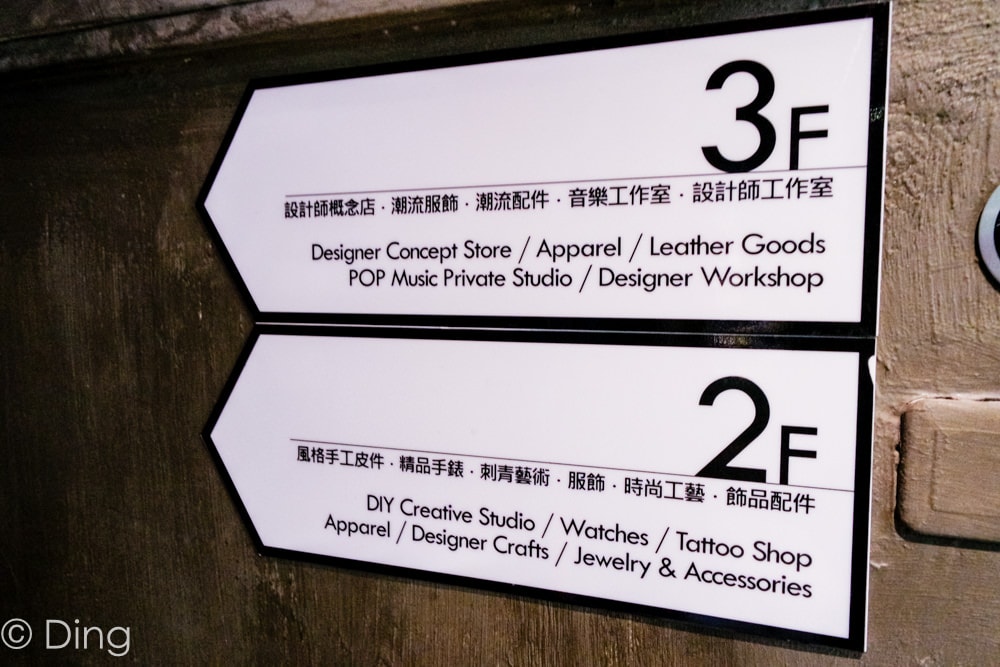 3F
設計師概念店．潮流服飾．潮流配件．音樂工作室．設計師工作室
Designer Concept Store / Apparel / Leather Goods
POP Music Private Studio / Designer Workshop
2F
風格手工皮件．精品手錶．刺青藝術．服飾．時尚工藝．飾品配件
DIY Creative Studio / Watches / Tattoo Shop
Apparel / Designer Crafts / Jewelry & Accessories
© Ding